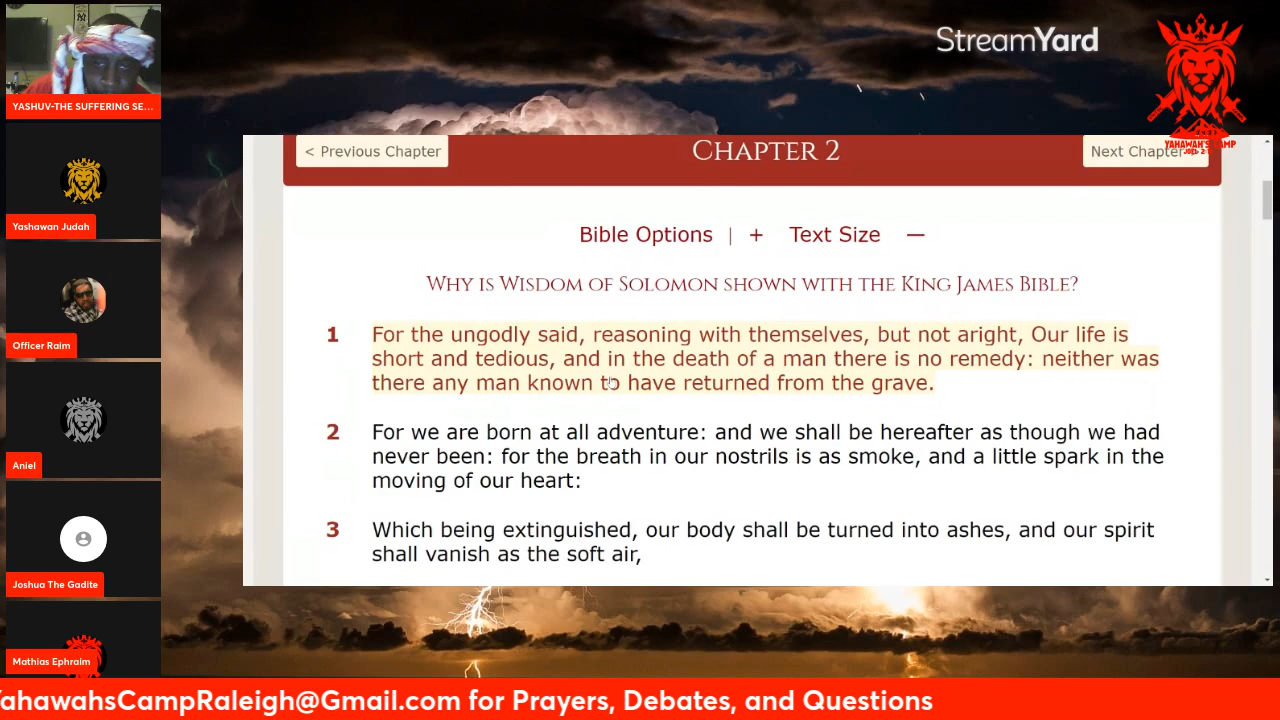 YASHUV-THE SUFFERING SE...
Yashawan Judah
Officer Raim
Aniel
Joshua The Gadite
Mathias Ephraim
StreamYard
YAHAWAH'S CAMP
< Previous Chapter
Chapter 2
Next Chapter
Bible Options | + Text Size —
Why is Wisdom of Solomon shown with the King James Bible?
1 For the ungodly said, reasoning with themselves, but not aright, Our life is
short and tedious, and in the death of a man there is no remedy: neither was
there any man known to have returned from the grave.
2 For we are born at all adventure: and we shall be hereafter as though we had
never been: for the breath in our nostrils is as smoke, and a little spark in the
moving of our heart:
3 Which being extinguished, our body shall be turned into ashes, and our spirit
shall vanish as the soft air,
ahawahsCampRaleigh@Gmail.com for Prayers, Debates, and Questions